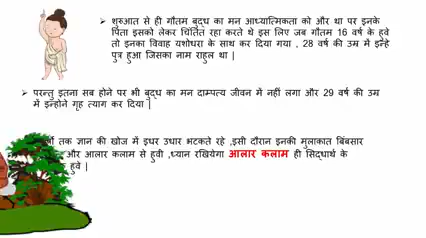 शुरुआत से ही गौतम बुद्ध का मन आध्यात्मिकता को और था पर इनके
पिता इसको लेकर चिंतित रहा करते थे इस लिए जब गौतम 16 वर्ष के हुवे
तो इनका विवाह यशोधरा के साथ कर दिया गया , 28 वर्ष की उम्र में इन्हे
पुत्र हुआ जिसका नाम राहुल था |
परन्तु इतना सब होने पर भी बुद्ध का मन दाम्पत्य जीवन में नहीं लगा और 29 वर्ष की उम्र
में इन्होने गृह त्याग कर दिया |
तक ज्ञान की खोज में इधर उधार भटकते रहे ,इसी दौरान इनकी मुलाकात बिंबसार
और आलार कलाम से हुवी ,ध्यान रखियेगा आलार कलाम ही सिद्धार्थ के
हुवे |